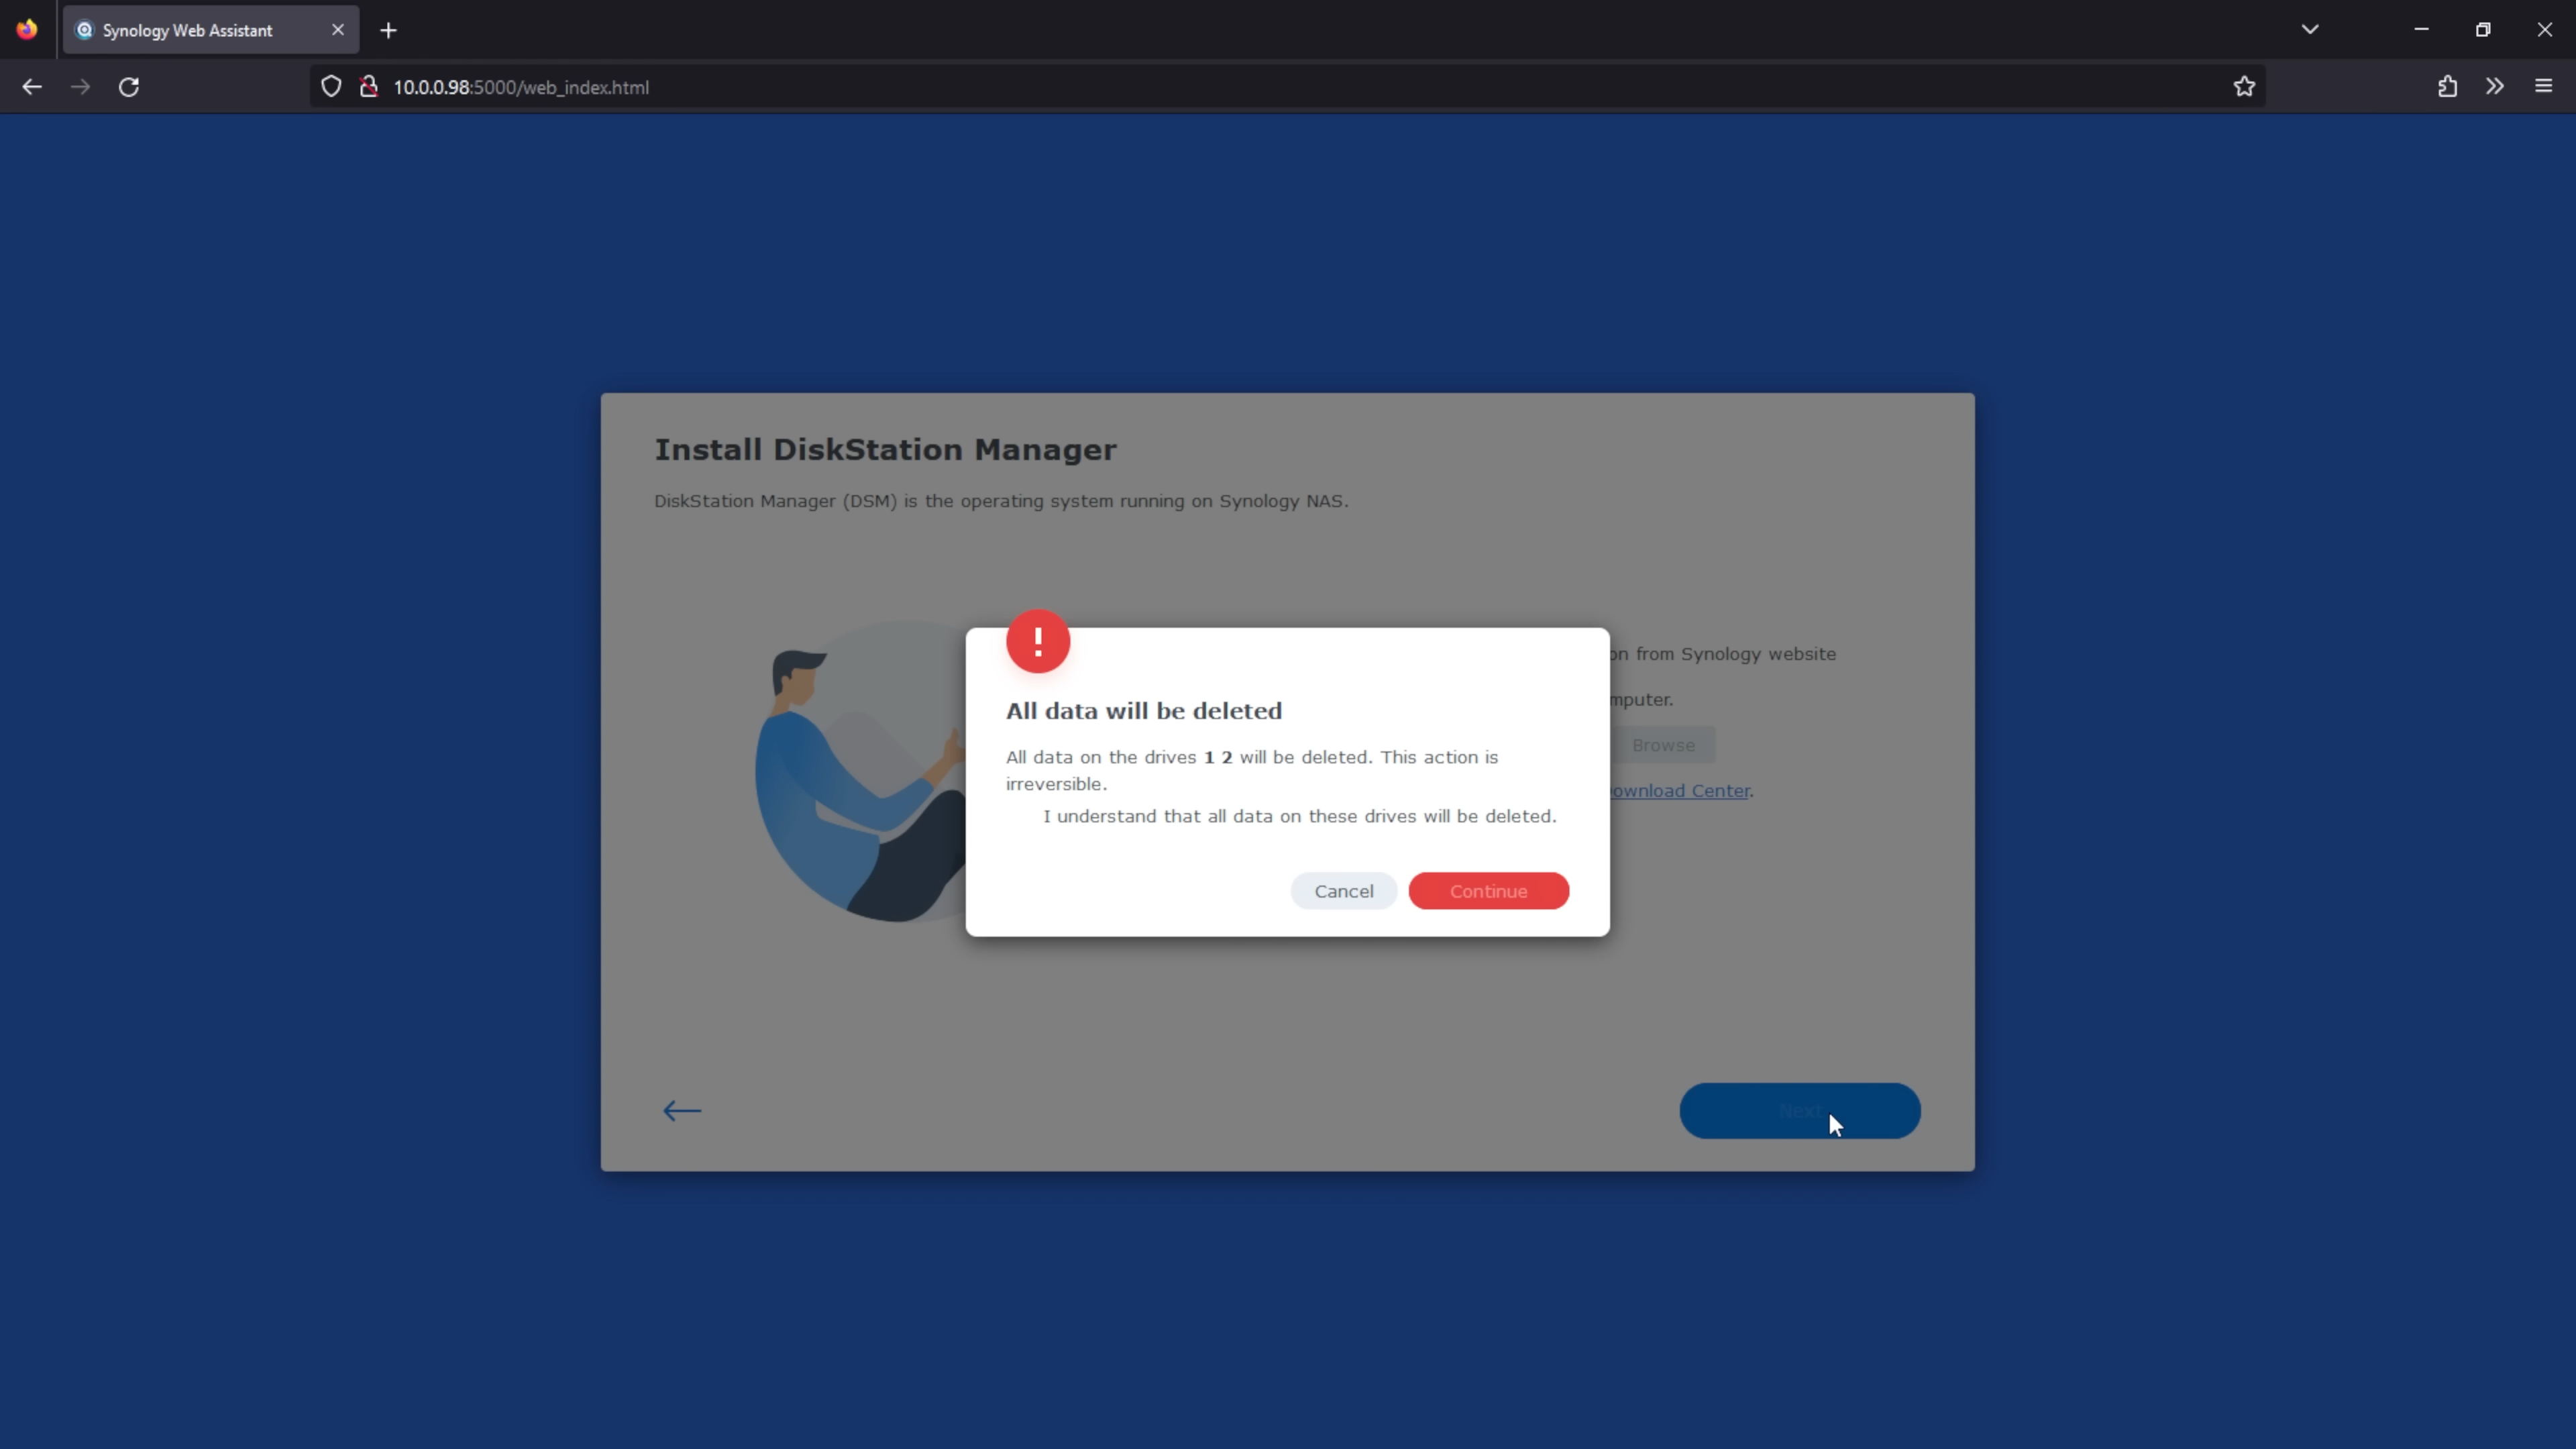 Synology Web Assistant
10.0.0.98:5000/web_index.html
Install DiskStation Manager
DiskStation Manager (DSM) is the operating system running on Synology NAS.
on from Synology website
mputer.
Browse
ownload Center.
All data will be deleted
All data on the drives 1 2 will be deleted. This action is
irreversible.
I understand that all data on these drives will be deleted.
Cancel
Continue
Next